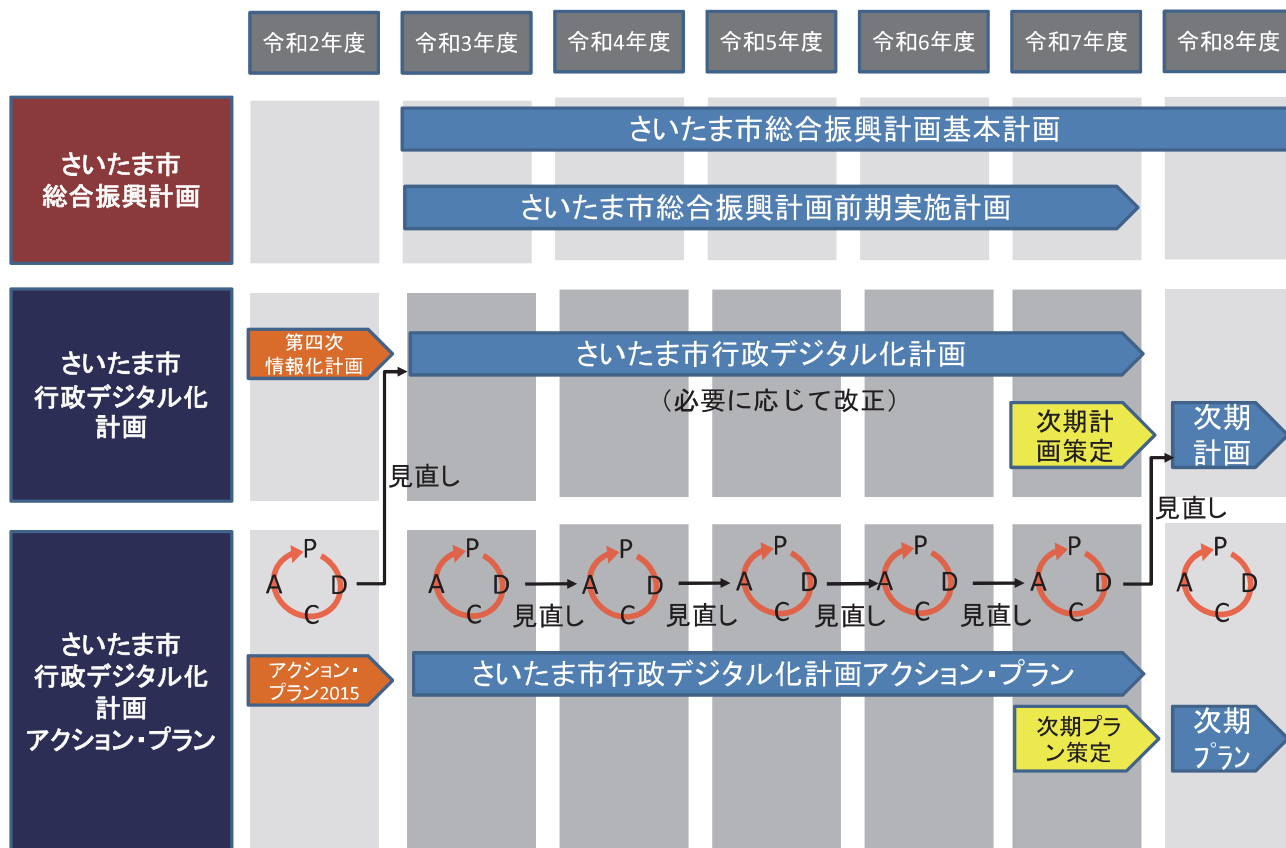 令和2年度
令和3年度
令和4年度
令和5年度
令和6年度
令和7年度
令和8年度
さいたま市
総合振興計画
さいたま市総合振興計画基本計画
さいたま市総合振興計画前期実施計画
さいたま市
行政デジタル化
計画
第四次
情報化計画
さいたま市行政デジタル化計画
（必要に応じて改正）
次期計
画策定
次期
計画
見直し
見直し
さいたま市
行政デジタル化
計画
アクション・プラン
P
A D
C
P
A D
C
見直し
P
A D
C
見直し
P
A D
C
見直し
P
A D
C
見直し
P
A D
C
P
A D
C
アクション・
プラン2015
さいたま市行政デジタル化計画アクション・プラン
次期プラ
ン策定
次期
プラン